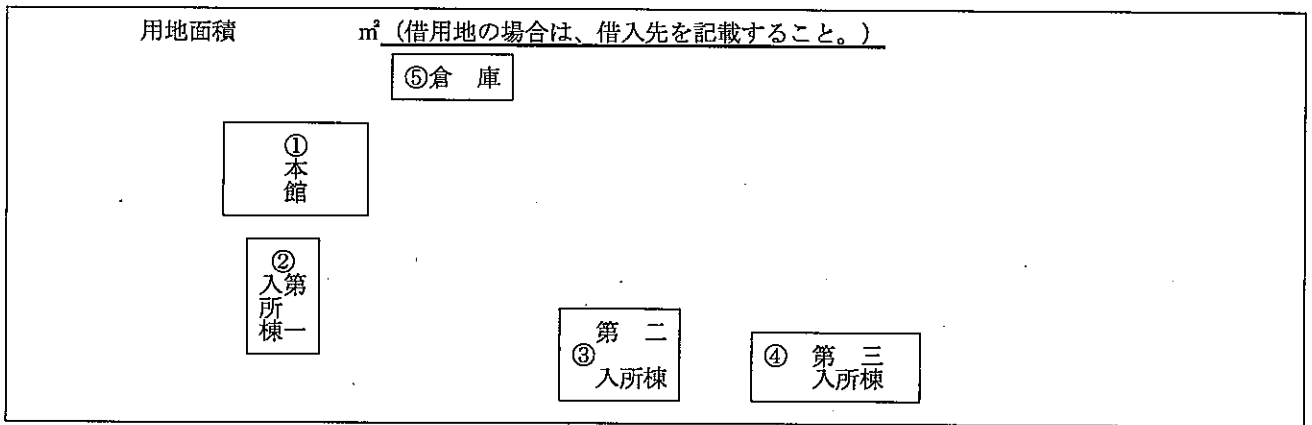 用地面積　　　　㎡（借用地の場合は、借入先を記載すること。）
⑤倉　庫
①
本
館
②
第一
入所棟
③
第　二
入所棟
④　第　三
入所棟